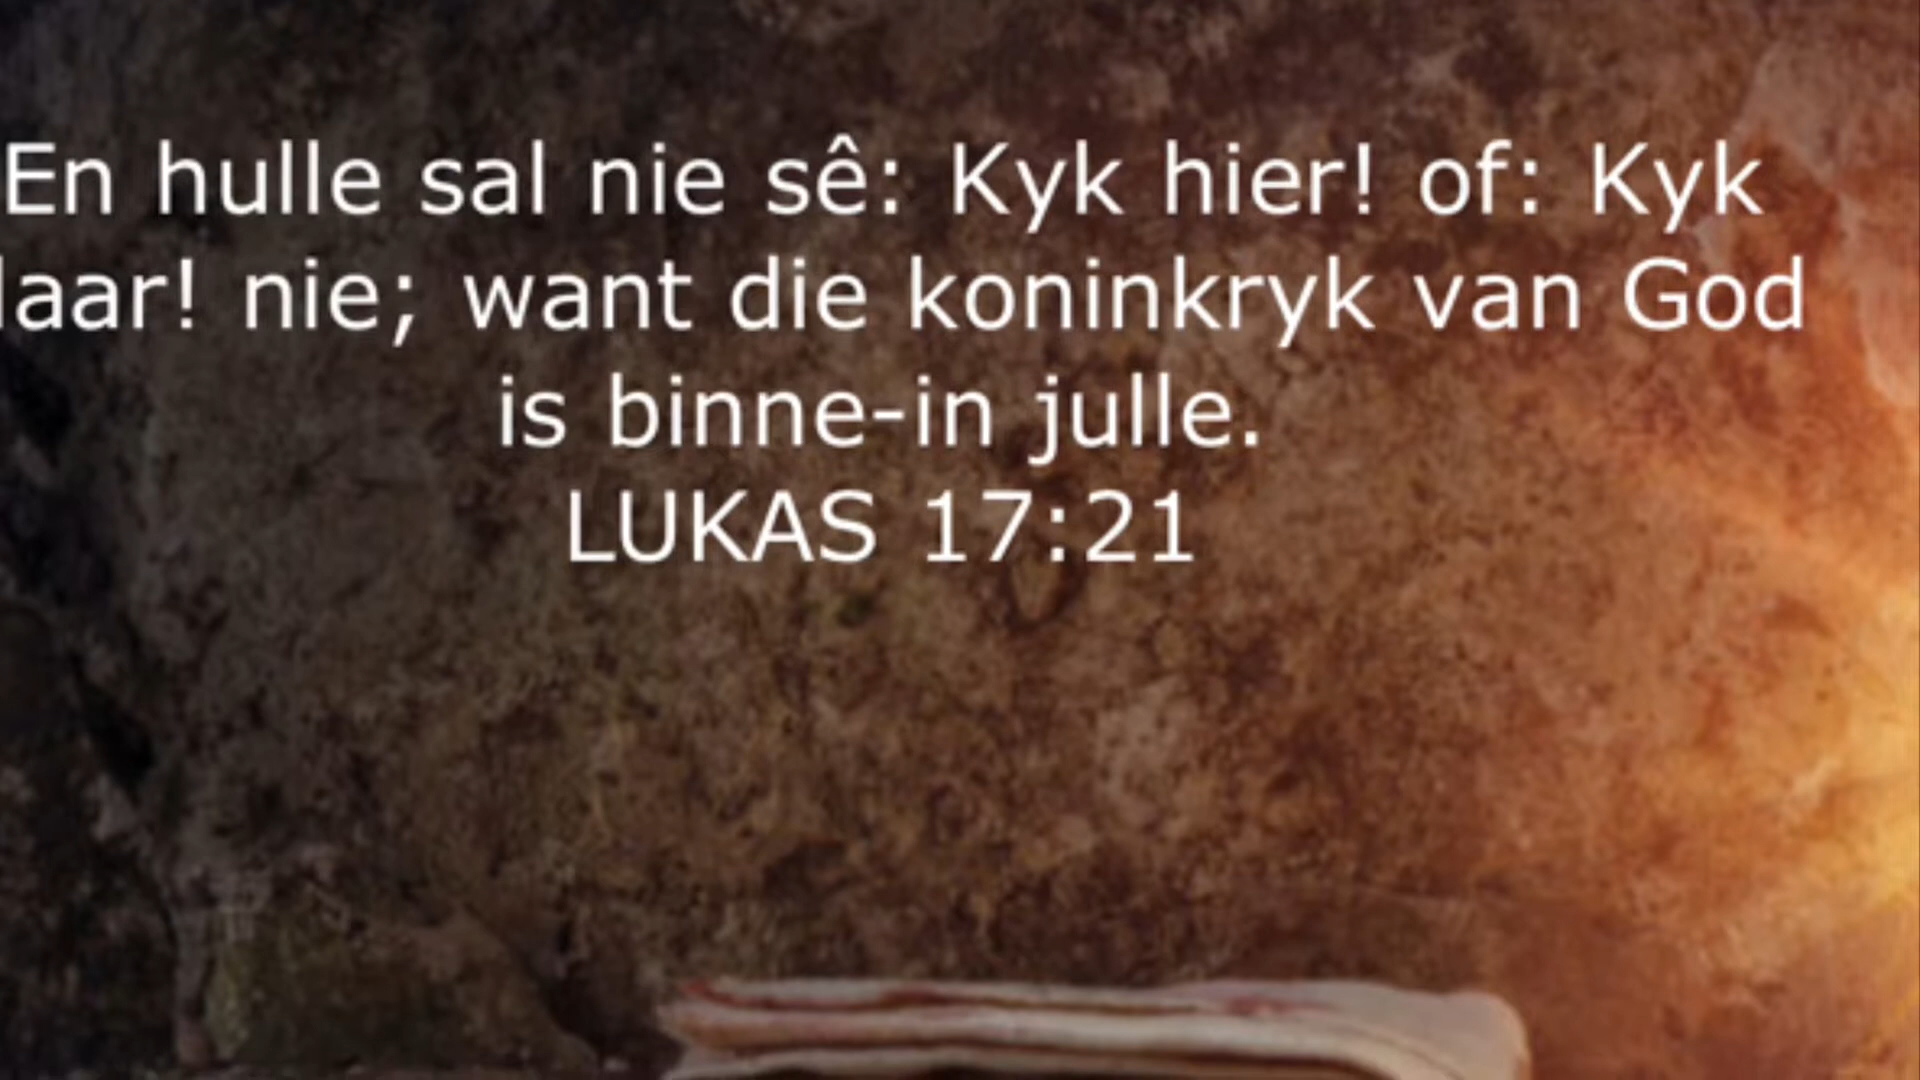 En hulle sal nie sê: Kyk hier! of: Kyk
daar! nie; want die koninkryk van God
is binne-in julle.
LUKAS 17:21